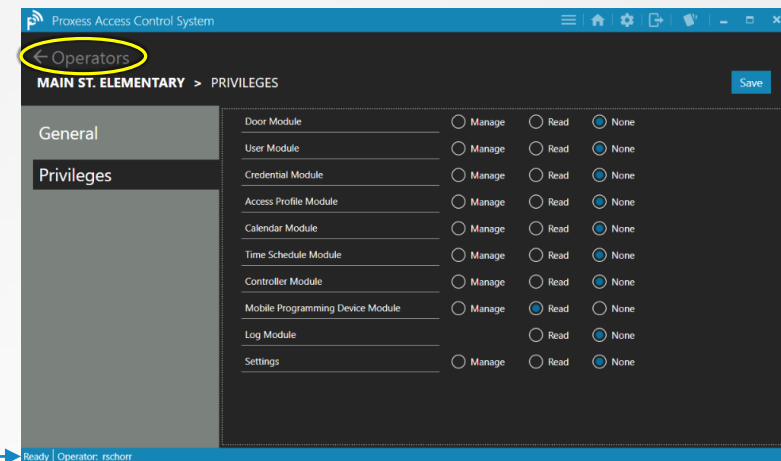 Proxess Access Control System
Operators
MAIN ST. ELEMENTARY > PRIVILEGES
Save
General
Privileges
Door Module Manage Read None
User Module Manage Read None
Credential Module Manage Read None
Access Profile Module Manage Read None
Calendar Module Manage Read None
Time Schedule Module Manage Read None
Controller Module Manage Read None
Mobile Programming Device Module Manage Read None
Log Module Read None
Settings Manage Read None
Ready Operator: rschorr